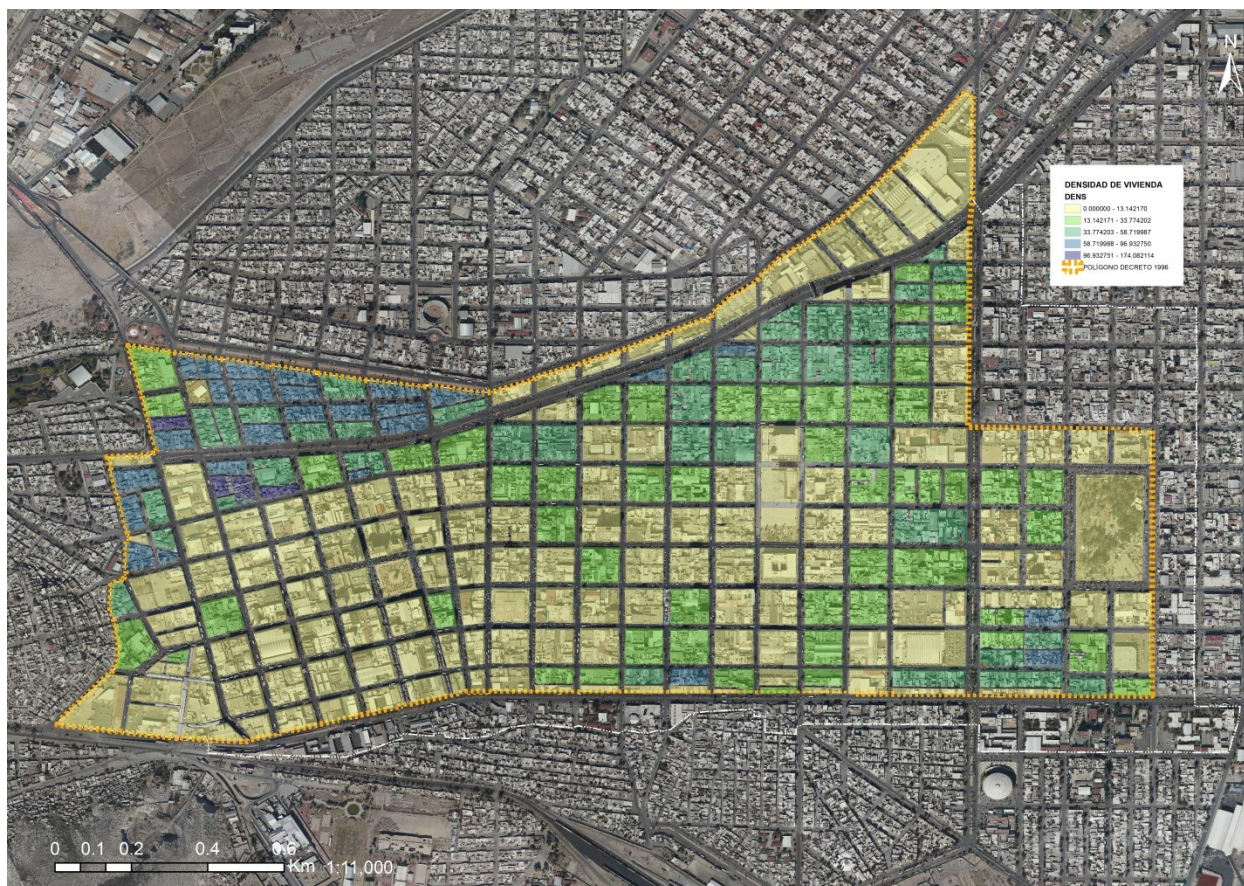 N
DENSIDAD DE VIVIENDA
DENS
0.000000 - 13.142170
13.142171 - 33.774202
33.774203 - 58.719987
58.719988 - 96.932750
96.932751 - 174.082114
POLÍGONO DECRETO 1996
0 0.1 0.2 0.4 0.6
Km 1:11,000